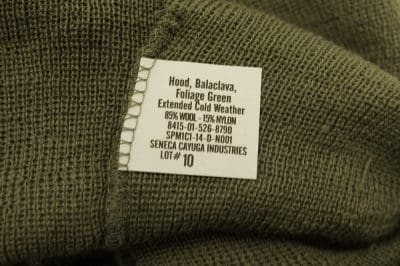 Hood, Balaclava,
Foliage Green
Extended Cold Weather
85% WOOL - 15% NYLON
8415-01-526-8790
SPM1C1-14-D-N001
SENECA CAYUGA INDUSTRIES
LOT# 10